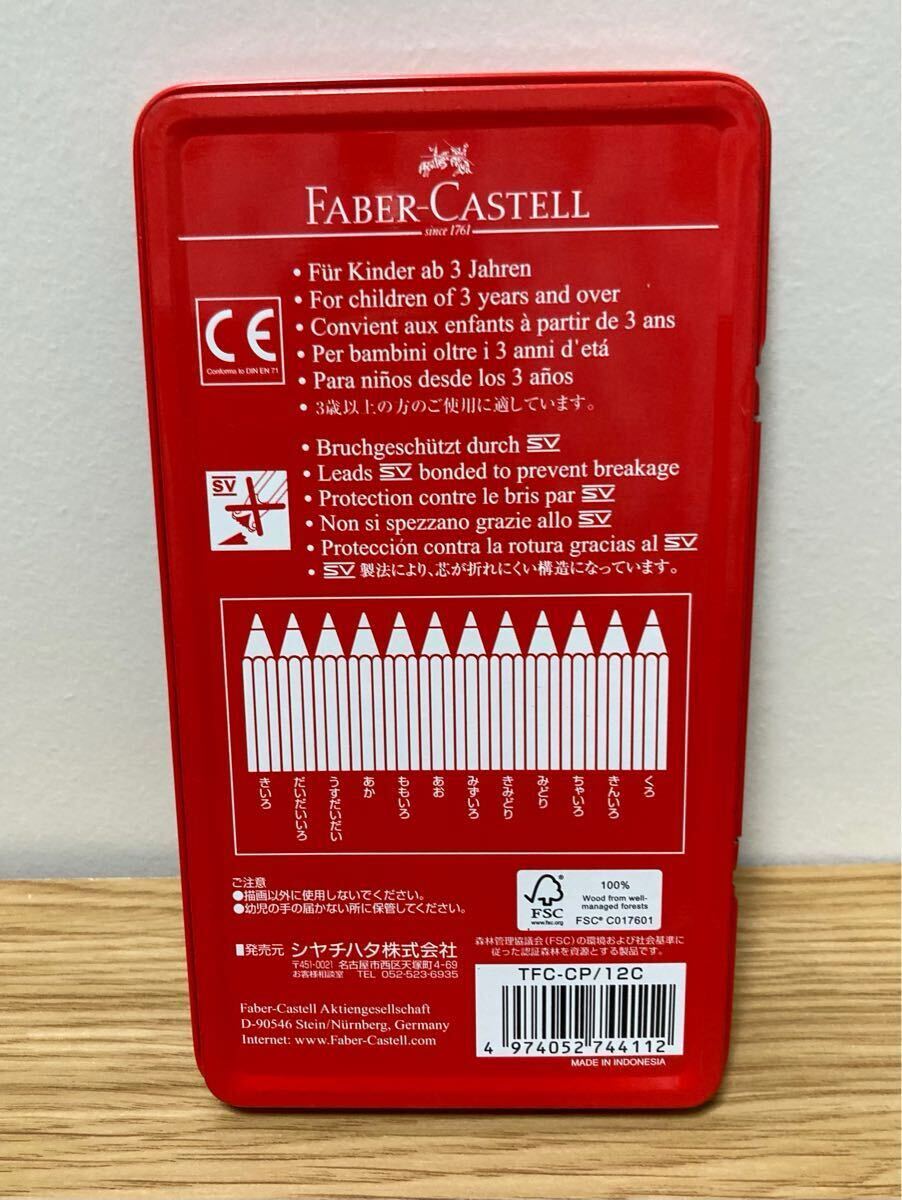 FABER-CASTELL
since 1761
• Für Kinder ab 3 Jahren
• For children of 3 years and over
• Convient aux enfants à partir de 3 ans
• Per bambini oltre i 3 anni d'etá
• Para niños desde los 3 años
• 3歳以上の方のご使用に適しています。
CE
Conforms to DIN EN 71
• Bruchgeschützt durch SV
• Leads SV bonded to prevent breakage
• Protection contre le bris par SV
• Non si spezzano grazie allo SV
• Protección contra la rotura gracias al SV
• SV 製法により、芯が折れにくい構造になっています。
SV
きいろ
だいだいいろ
うすだいだい
あか
ももいろ
あお
みずいろ
きみどり
みどり
ちゃいろ
きんいろ
くろ
ご注意
●描画以外に使用しないでください。
●幼児の手の届かない所に保管してください。
発売元 シヤチハタ株式会社
〒451-0021 名古屋市西区天塚町4-69
お客様相談室 TEL 052-523-6935
Faber-Castell Aktiengesellschaft
D-90546 Stein/Nürnberg, Germany
Internet: www.Faber-Castell.com
FSC
www.fsc.org
100%
Wood from well-
managed forests
FSC® C017601
森林管理協議会(FSC)の環境および社会基準に
従った認証森林を資源とする製品です。
TFC-CP/12C
4 974052 744112
MADE IN INDONESIA